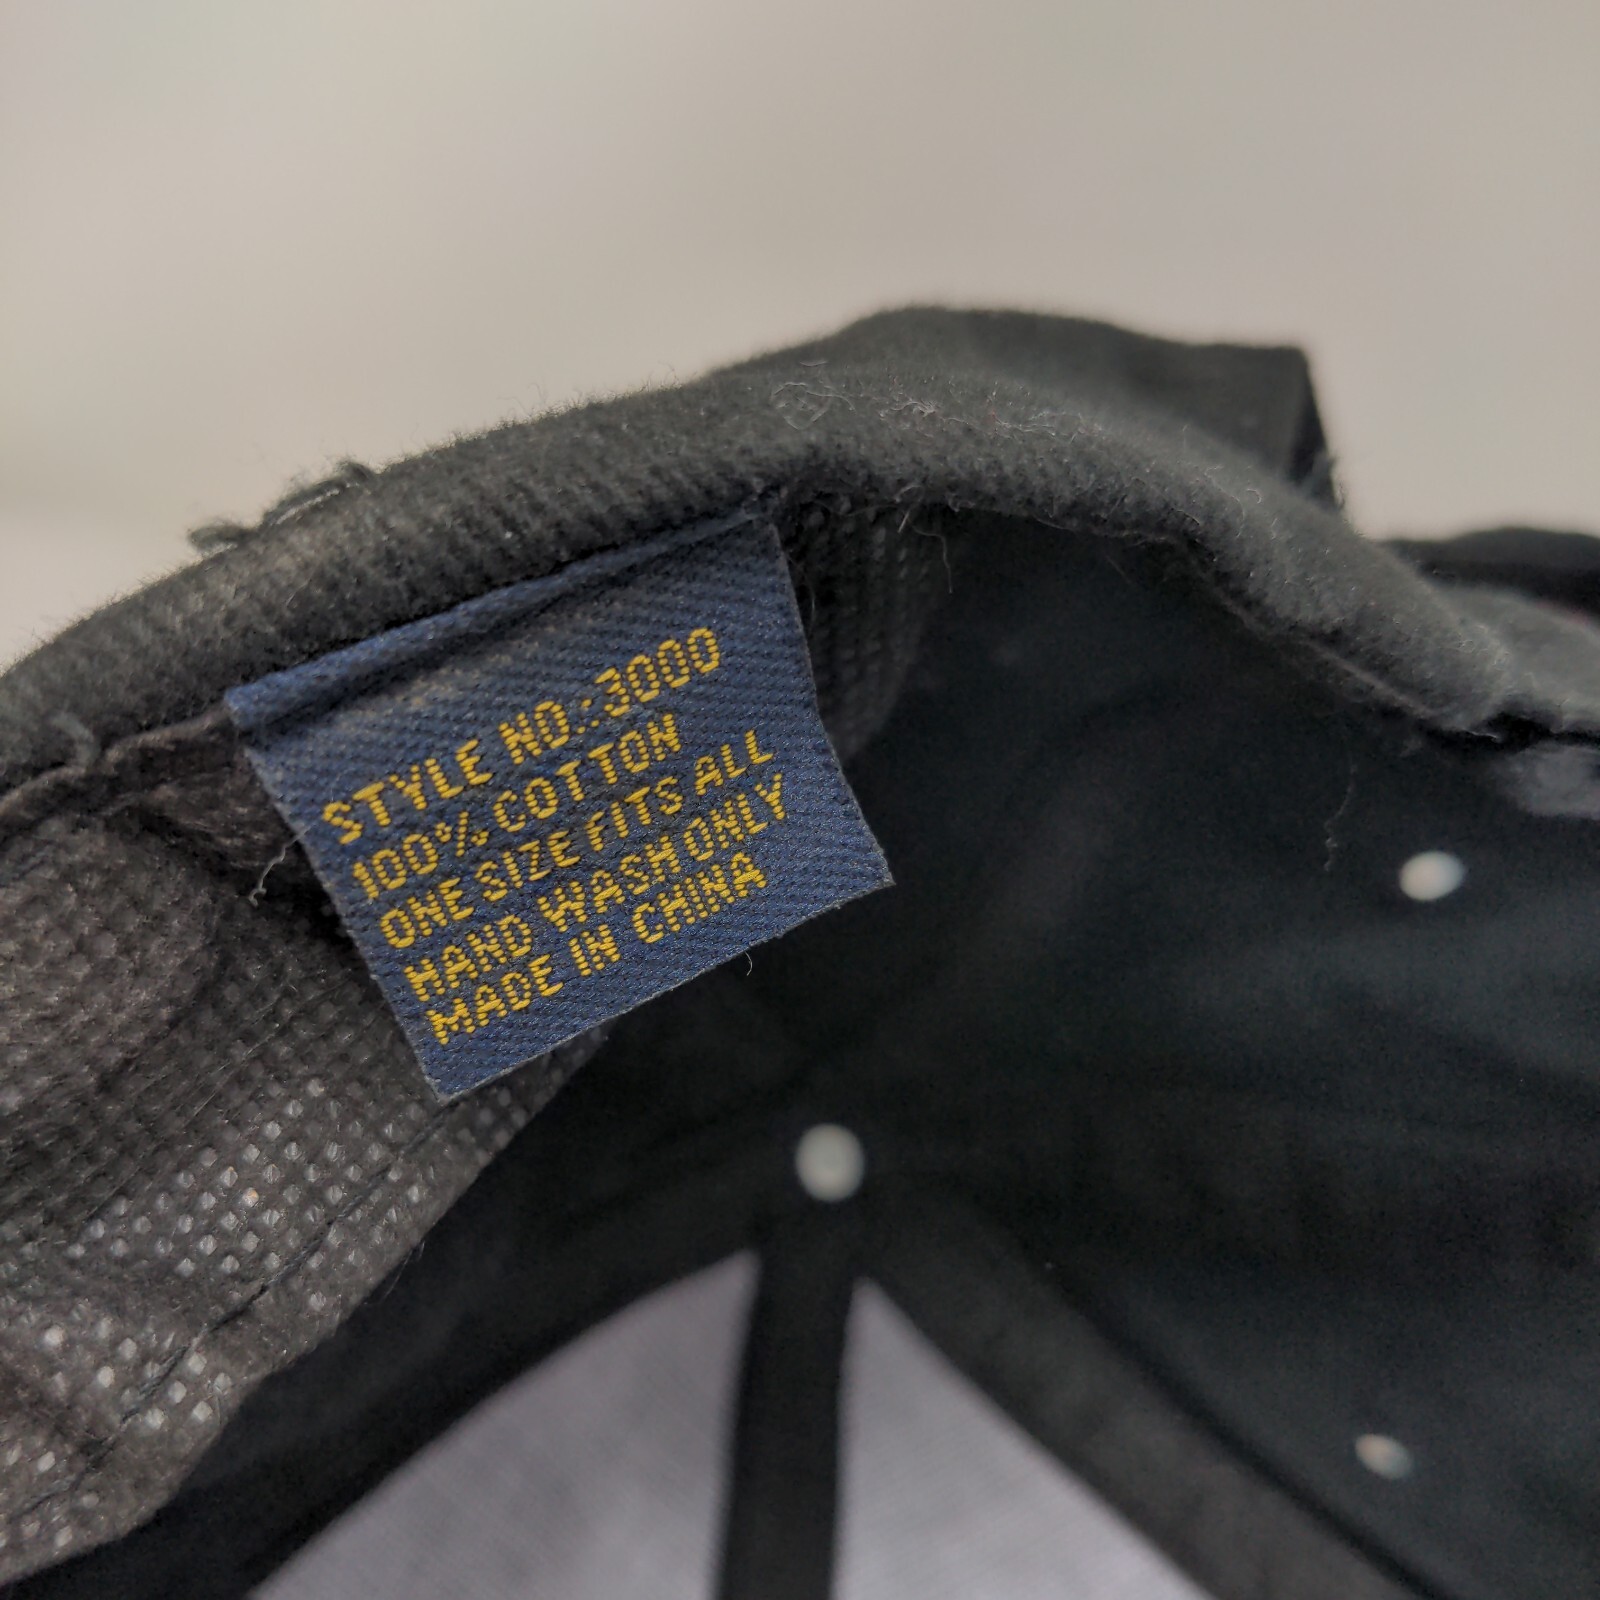 STYLE NO.:3000
100% COTTON
ONE SIZE FITS ALL
HAND WASH ONLY
MADE IN CHINA